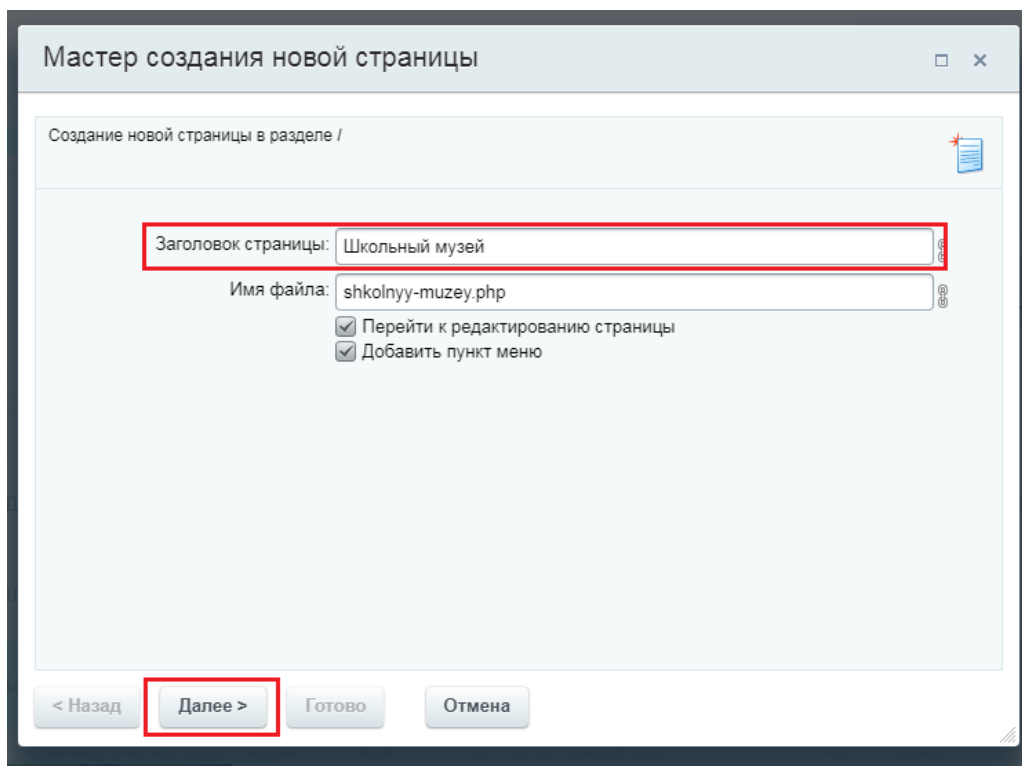 Мастер создания новой страницы
Создание новой страницы в разделе /
Заголовок страницы: Школьный музей
Имя файла: shkolnyy-muzey.php
Перейти к редактированию страницы
Добавить пункт меню
< Назад Далее > Готово Отмена